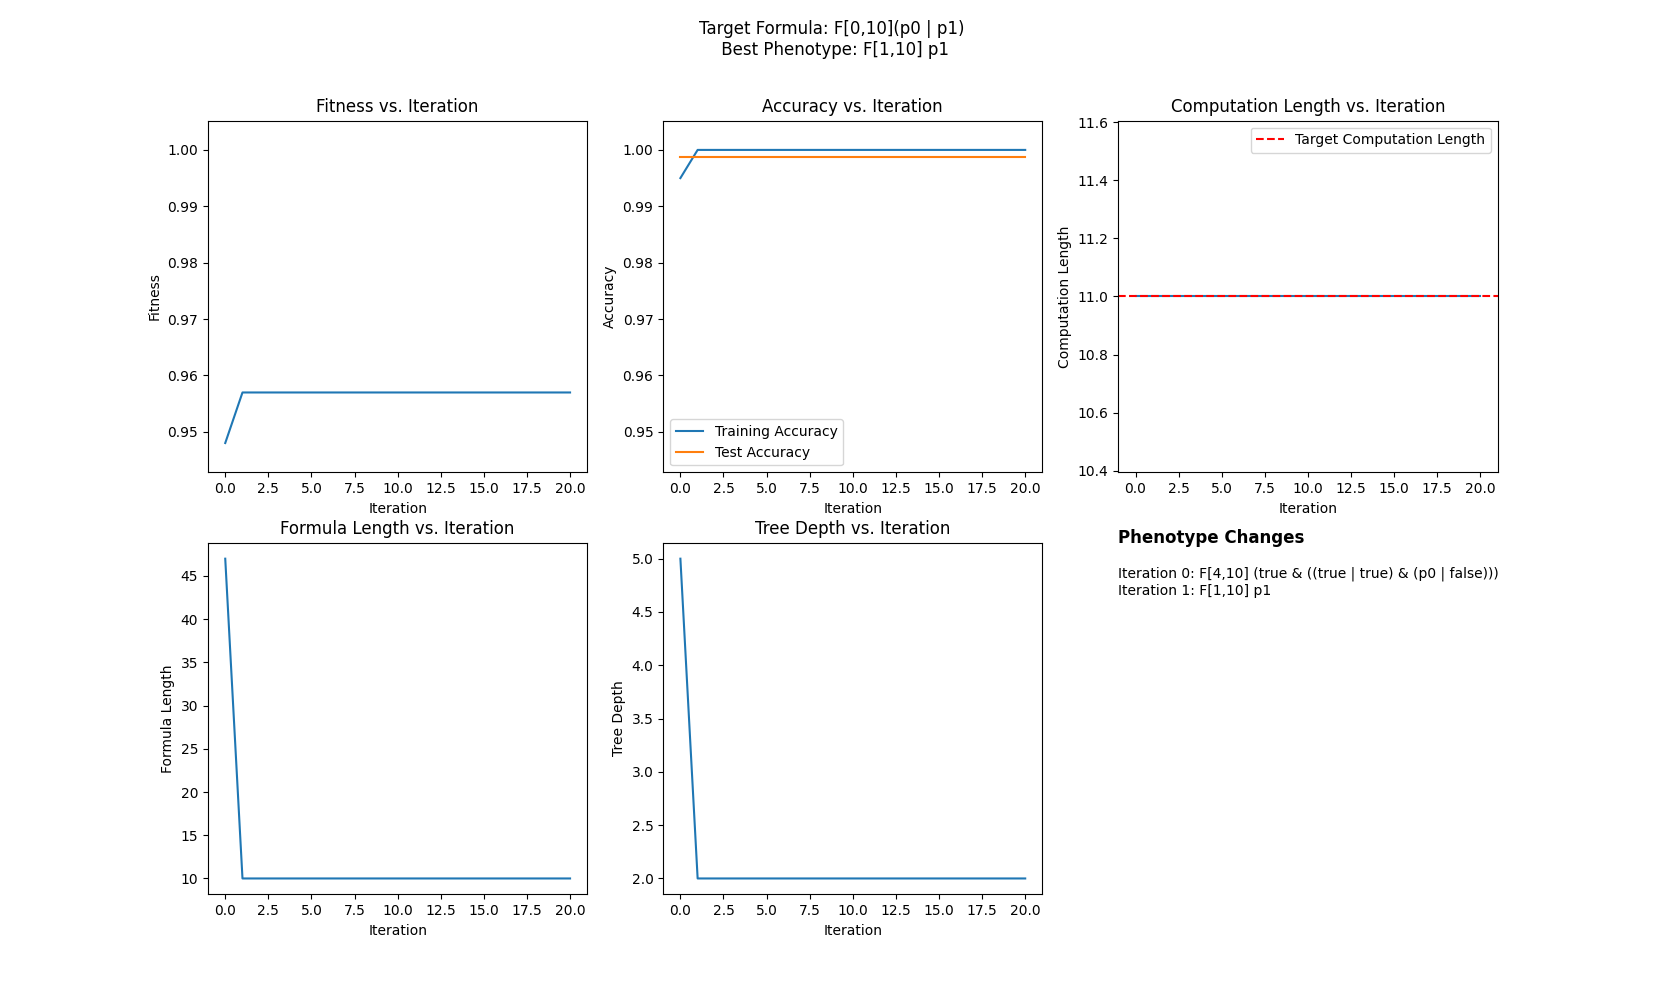 Target Formula: F[0,10](p0 | p1)
Best Phenotype: F[1,10] p1
Fitness vs. Iteration
1.00
0.99
0.98
0.97
0.96
0.95
Fitness
0.0 2.5 5.0 7.5 10.0 12.5 15.0 17.5 20.0
Iteration
Accuracy vs. Iteration
1.00
0.99
0.98
0.97
0.96
0.95
Accuracy
Training Accuracy
Test Accuracy
0.0 2.5 5.0 7.5 10.0 12.5 15.0 17.5 20.0
Iteration
Computation Length vs. Iteration
11.6
11.4
11.2
11.0
10.8
10.6
10.4
Computation Length
Target Computation Length
0.0 2.5 5.0 7.5 10.0 12.5 15.0 17.5 20.0
Iteration
Formula Length vs. Iteration
45
40
35
30
25
20
15
10
Formula Length
0.0 2.5 5.0 7.5 10.0 12.5 15.0 17.5 20.0
Iteration
Tree Depth vs. Iteration
5.0
4.5
4.0
3.5
3.0
2.5
2.0
Tree Depth
0.0 2.5 5.0 7.5 10.0 12.5 15.0 17.5 20.0
Iteration
Phenotype Changes
Iteration 0: F[4,10] (true & ((true | true) & (p0 | false)))
Iteration 1: F[1,10] p1